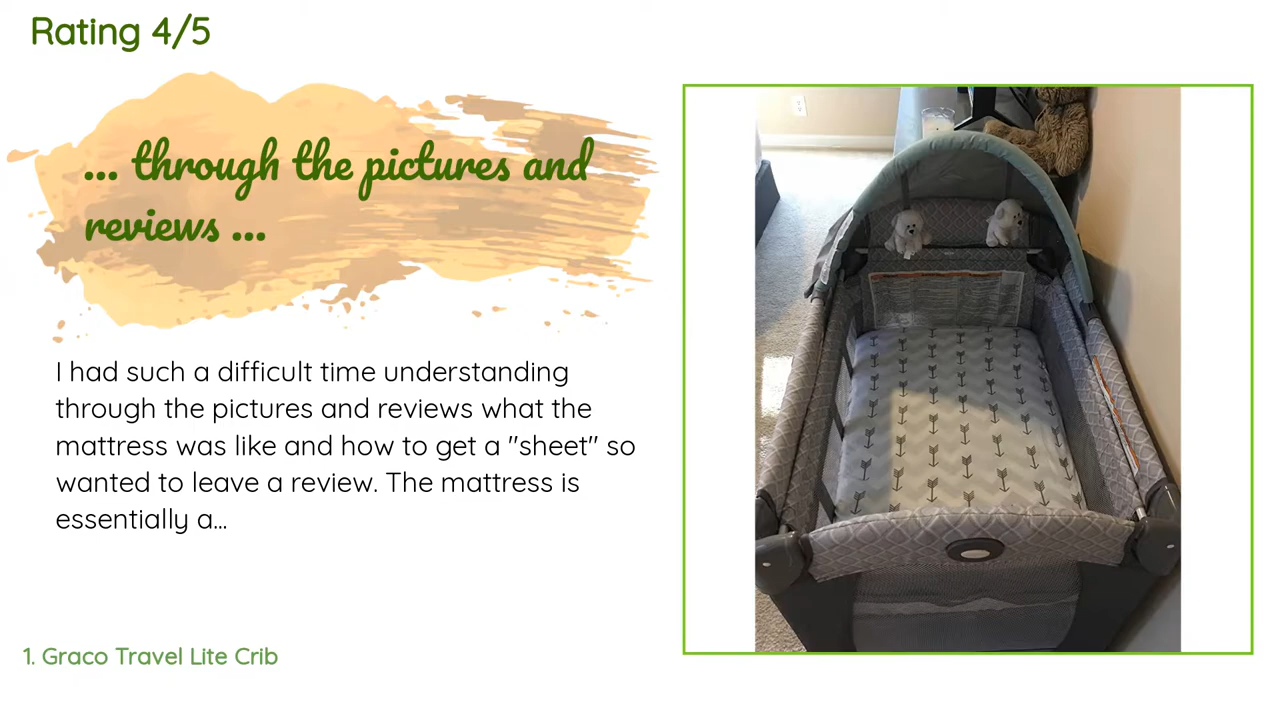 Rating 4/5
... through the pictures and
reviews ...
I had such a difficult time understanding
through the pictures and reviews what the
mattress was like and how to get a "sheet" so
wanted to leave a review. The mattress is
essentially a...
1. Graco Travel Lite Crib